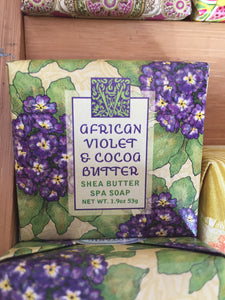 AFRICAN
VIOLET
& COCOA
BUTTER
SHEA BUTTER
SPA SOAP
NET WT. 1.9oz 53g